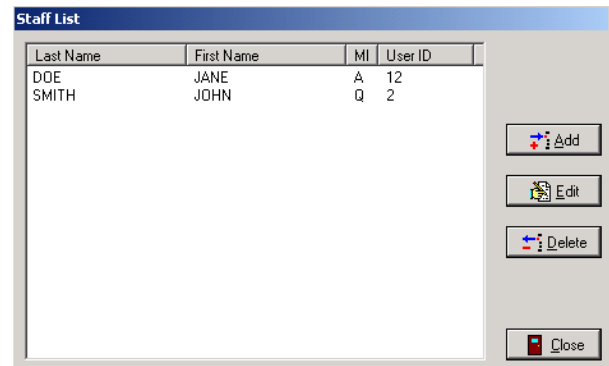 Staff List
Last Name First Name MI User ID
DOE JANE A 12
SMITH JOHN Q 2
Add
Edit
Delete
Close